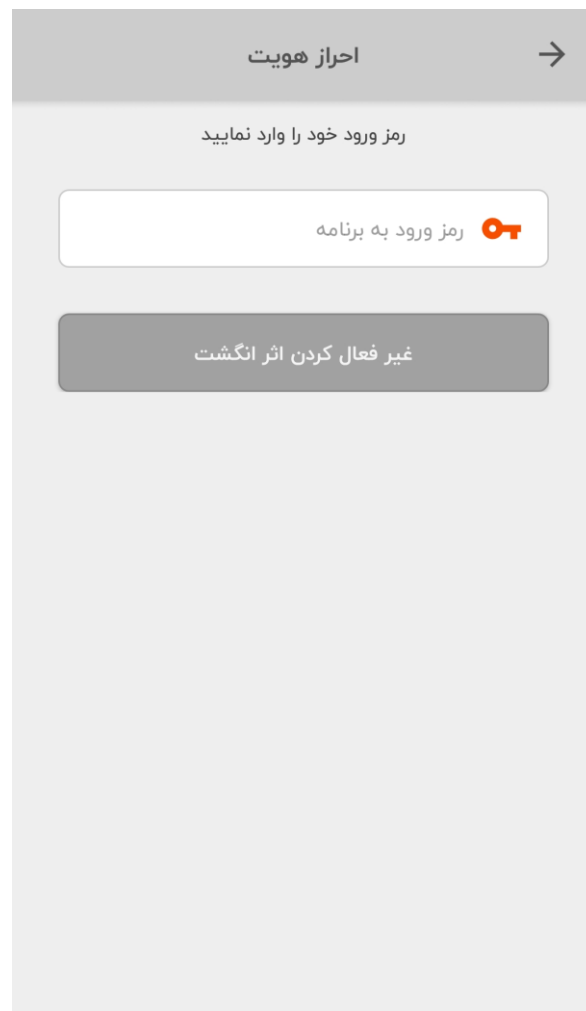 احراز هویت
رمز ورود خود را وارد نمایید
رمز ورود به برنامه
غیر فعال کردن اثر انگشت